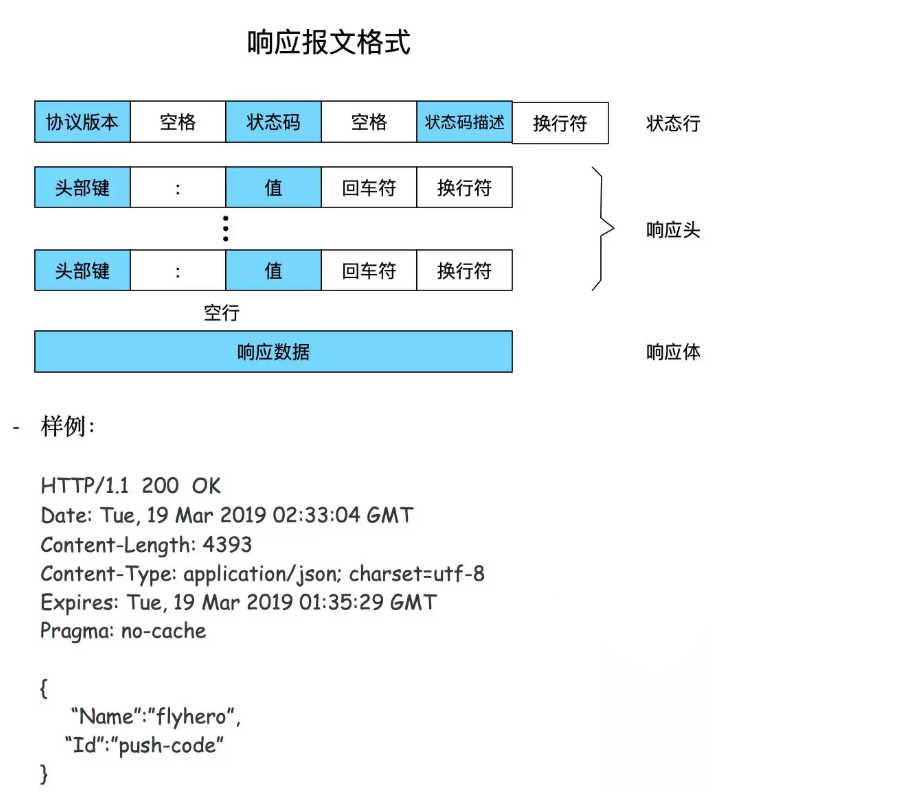 响应报文格式
协议版本 空格 状态码 空格 状态码描述 换行符 状态行
头部键 : 值 回车符 换行符
响应头
头部键 : 值 回车符 换行符
空行
响应数据 响应体
- 样例：
HTTP/1.1 200 OK
Date: Tue, 19 Mar 2019 02:33:04 GMT
Content-Length: 4393
Content-Type: application/json; charset=utf-8
Expires: Tue, 19 Mar 2019 01:35:29 GMT
Pragma: no-cache
{
“Name”:”flyhero”,
“Id”:”push-code”
}